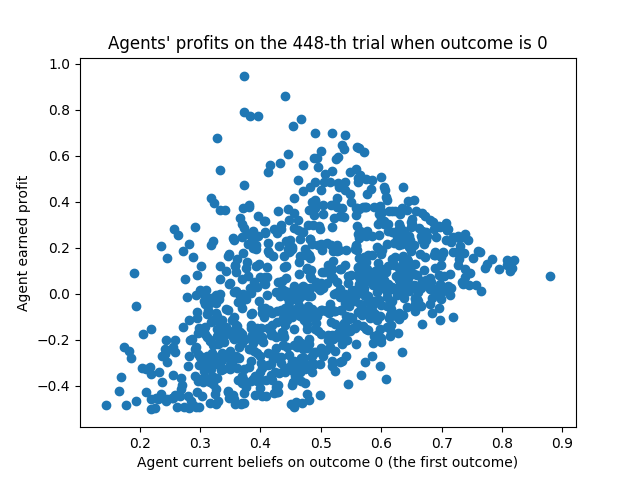 Agents' profits on the 448-th trial when outcome is 0
1.0
0.8
0.6
0.4
0.2
0.0
−0.2
−0.4
Agent earned profit
0.2 0.3 0.4 0.5 0.6 0.7 0.8 0.9
Agent current beliefs on outcome 0 (the first outcome)